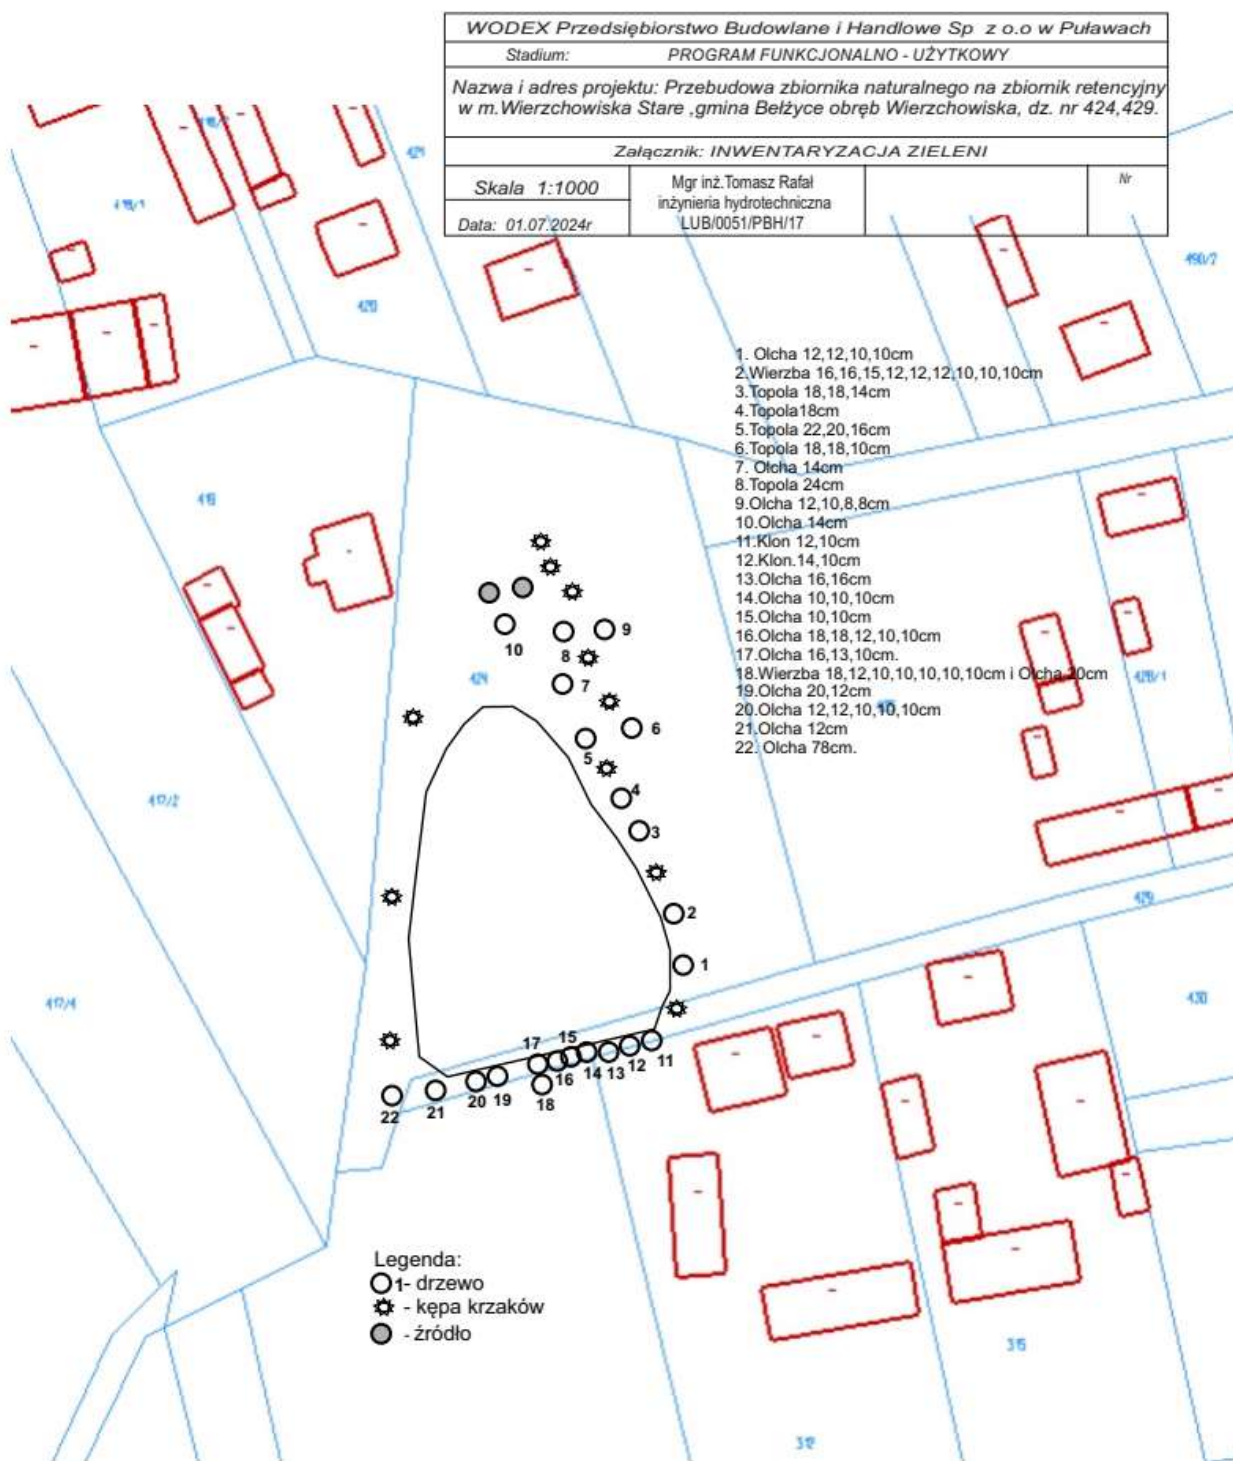 WODEX Przedsiębiorstwo Budowlane i Handlowe Sp z o.o w Puławach
Stadium: PROGRAM FUNKCJONALNO - UŻYTKOWY
Nazwa i adres projektu: Przebudowa zbiornika naturalnego na zbiornik retencyjny
w m.Wierzchowiska Stare ,gmina Bełżyce obręb Wierzchowiska, dz. nr 424,429.
Załącznik: INWENTARYZACJA ZIELENI
Skala 1:1000
Data: 01.07.2024r
Mgr inż.Tomasz Rafał
inżynieria hydrotechniczna
LUB/0051/PBH/17
Nr
421
418/1
420
490/2
1. Olcha 12,12,10,10cm
2.Wierzba 16,16,15,12,12,12,10,10,10cm
3.Topola 18,18,14cm
4.Topola18cm
5.Topola 22,20,16cm
6.Topola 18,18,10cm
7. Olcha 14cm
8.Topola 24cm
9.Olcha 12,10,8,8cm
10.Olcha 14cm
11.Klon 12,10cm
12.Klon.14,10cm
13.Olcha 16,16cm
14.Olcha 10,10,10cm
15.Olcha 10,10cm
16.Olcha 18,18,12,10,10cm
17.Olcha 16,13,10cm.
18.Wierzba 18,12,10,10,10,10,10cm i Olcha 20cm
19.Olcha 20,12cm
20.Olcha 12,12,10,10,10cm
21.Olcha 12cm
22. Olcha 78cm.
10
8
9
7
424
428/1
6
5
4
3
417/2
2
429
1
417/4
430
17
15
16
14
13
12
11
18
19
20
21
22
Legenda:
1- drzewo
- kępa krzaków
- źródło
315
312